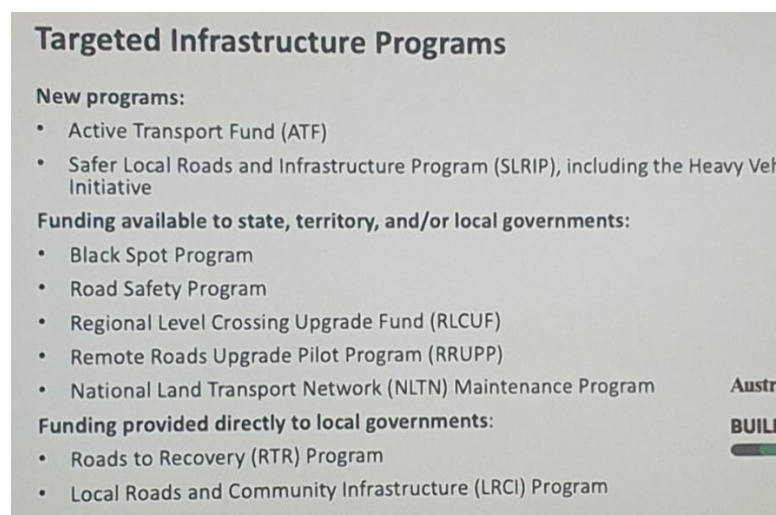 Targeted Infrastructure Programs
New programs:
• Active Transport Fund (ATF)
• Safer Local Roads and Infrastructure Program (SLRIP), including the Heavy Veh
Initiative
Funding available to state, territory, and/or local governments:
• Black Spot Program
• Road Safety Program
• Regional Level Crossing Upgrade Fund (RLCUF)
• Remote Roads Upgrade Pilot Program (RRUPP)
• National Land Transport Network (NLTN) Maintenance Program
Austr
Funding provided directly to local governments:
BUIL
• Roads to Recovery (RTR) Program
• Local Roads and Community Infrastructure (LRCI) Program